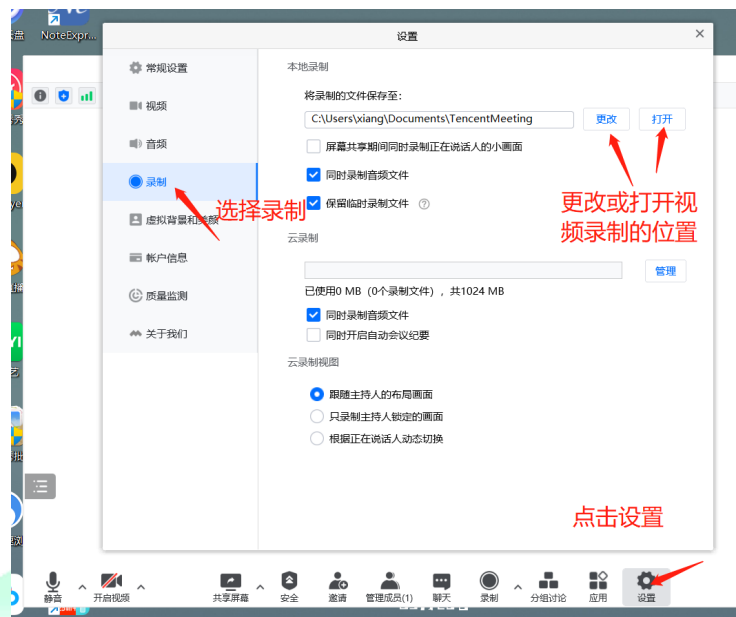 盘
NoteExpr...
设置
常规设置
视频
音频
录制
虚拟背景和美颜
帐户信息
质量监测
关于我们
本地录制
将录制的文件保存至:
C:\Users\xiang\Documents\TencentMeeting
更改
打开
屏幕共享期间同时录制正在说话人的小画面
同时录制音频文件
保留临时录制文件
选择录制
更改或打开视
频录制的位置
云录制
管理
已使用0 MB（0个录制文件）, 共1024 MB
同时录制音频文件
同时开启自动会议纪要
云录制视图
跟随主持人的布局画面
只录制主持人锁定的画面
根据正在说话人动态切换
点击设置
静音
开启视频
共享屏幕
安全
邀请
管理成员(1)
聊天
录制
分组讨论
应用
设置